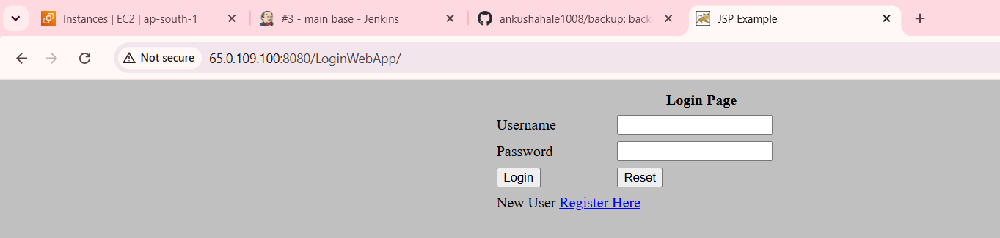 Instances | EC2 | ap-south-1
#3 - main base - Jenkins
ankushahale1008/backup: back
JSP Example
Not secure
65.0.109.100:8080/LoginWebApp/
Login Page
Username
Password
Login Reset
New User Register Here